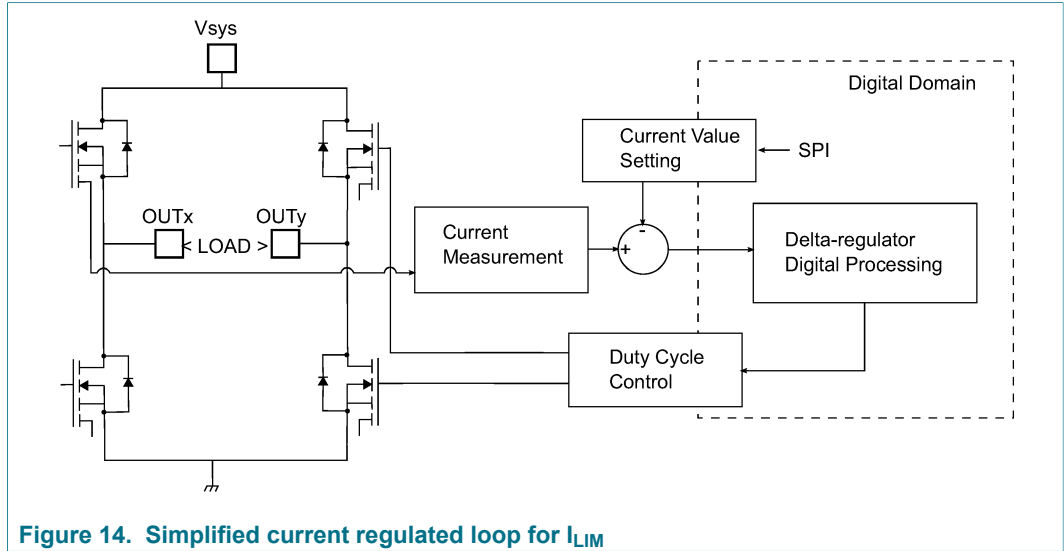 Vsys
Digital Domain
Current Value
Setting
SPI
OUTx
OUTy
< LOAD >
Current
Measurement
-
+
Delta-regulator
Digital Processing
Duty Cycle
Control
Figure 14. Simplified current regulated loop for ILIM